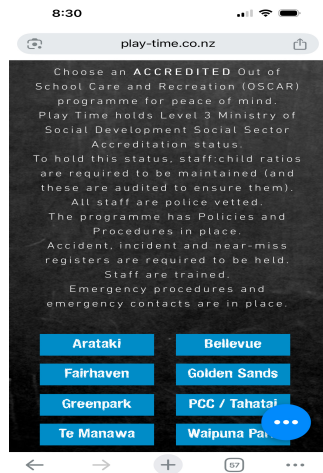 8:30
play-time.co.nz
Choose an ACCREDITED Out of
School Care and Recreation (OSCAR)
programme for peace of mind.
Play Time holds Level 3 Ministry of
Social Development Social Sector
Accreditation status.
To hold this status, staff:child ratios
are required to be maintained (and
these are audited to ensure them).
All staff are police vetted.
The programme has Policies and
Procedures in place.
Accident, incident and near-miss
registers are required to be held.
Staff are trained.
Emergency procedures and
emergency contacts are in place.
Arataki Bellevue
Fairhaven Golden Sands
Greenpark PCC / Tahatai
Te Manawa Waipuna
57